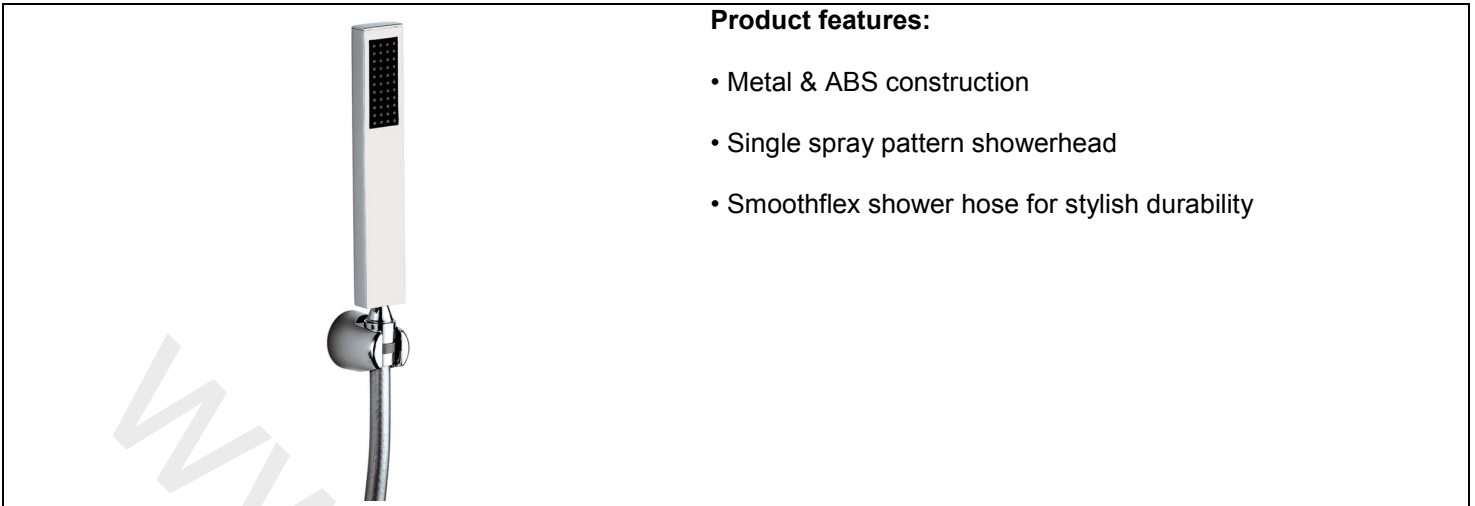 Product features:
• Metal & ABS construction
• Single spray pattern showerhead
• Smoothflex shower hose for stylish durability